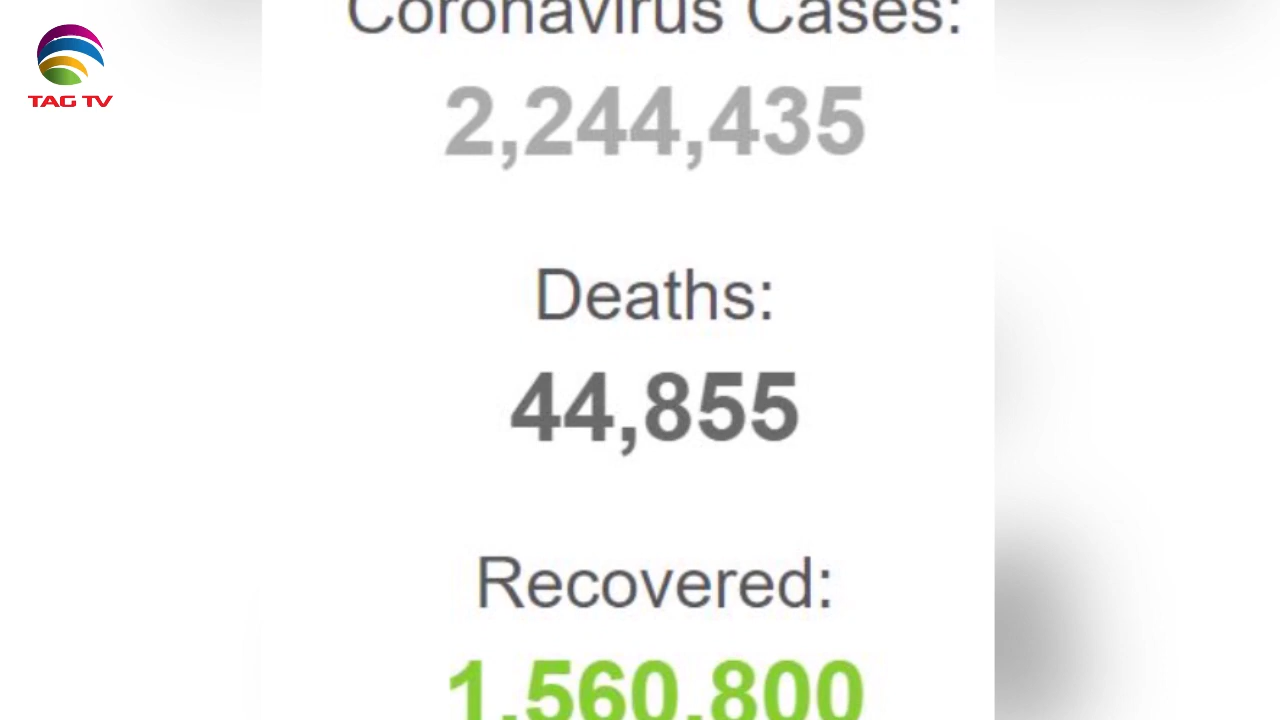 Coronavirus Cases:
TAG TV
2,244,435
Deaths:
44,855
Recovered:
1,560,800